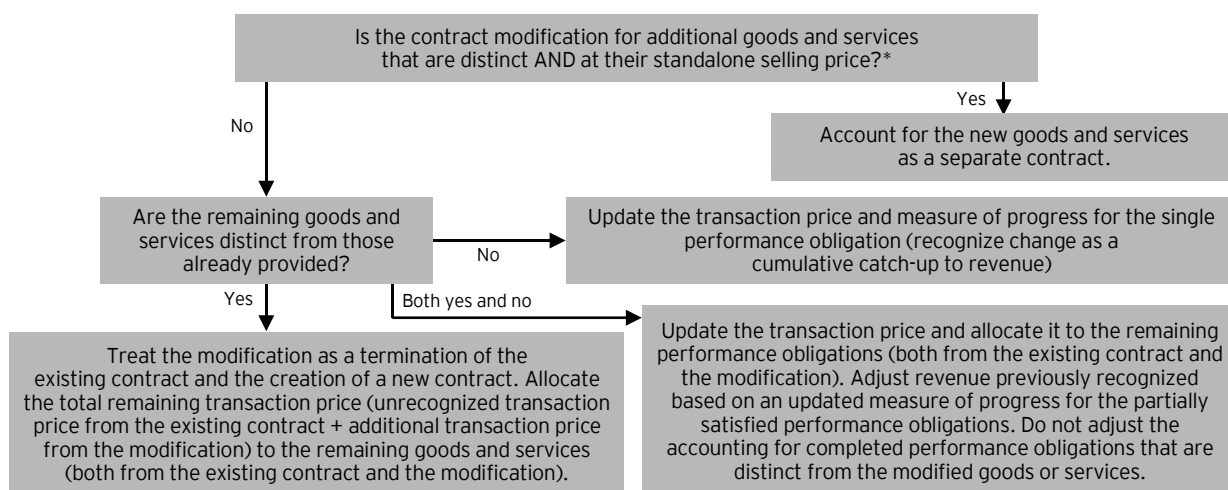 Is the contract modification for additional goods and services
that are distinct AND at their standalone selling price?*
No
Yes
Account for the new goods and services
as a separate contract.
Are the remaining goods and
services distinct from those
already provided?
No
Update the transaction price and measure of progress for the single
performance obligation (recognize change as a
cumulative catch-up to revenue)
Yes
Both yes and no
Treat the modification as a termination of the
existing contract and the creation of a new contract. Allocate
the total remaining transaction price (unrecognized transaction
price from the existing contract + additional transaction price
from the modification) to the remaining goods and services
(both from the existing contract and the modification).
Update the transaction price and allocate it to the remaining
performance obligations (both from the existing contract and
the modification). Adjust revenue previously recognized
based on an updated measure of progress for the partially
satisfied performance obligations. Do not adjust the
accounting for completed performance obligations that are
distinct from the modified goods or services.